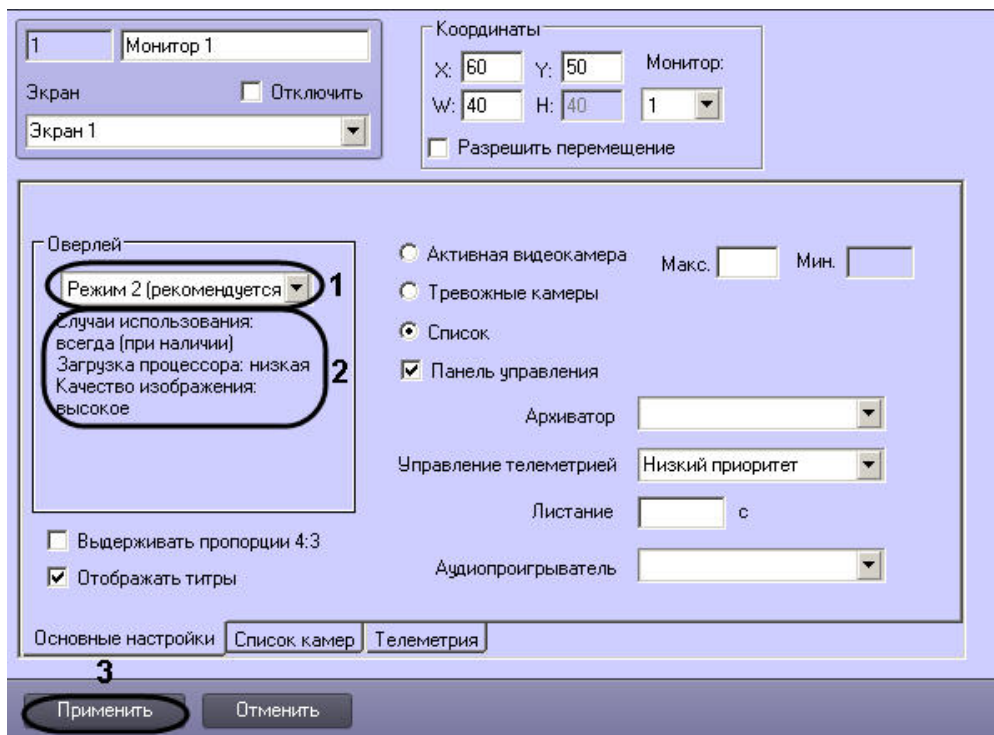 1 Монитор 1
Экран Отключить
Экран 1
Координаты
X: 60 Y: 50 Монитор:
W: 40 H: 40 1
Разрешить перемещение
Оверлей
Режим 2 (рекомендуется 1
Случаи использования:
всегда (при наличии)
Загрузка процессора: низкая
Качество изображения:
высокое
2
Выдерживать пропорции 4:3
Отображать титры
Активная видеокамера Макс. Мин.
Тревожные камеры
Список
Панель управления
Архиватор
Управление телеметрией Низкий приоритет
Листание с
Аудиопроигрыватель
Основные настройки Список камер Телеметрия
3
Применить Отменить